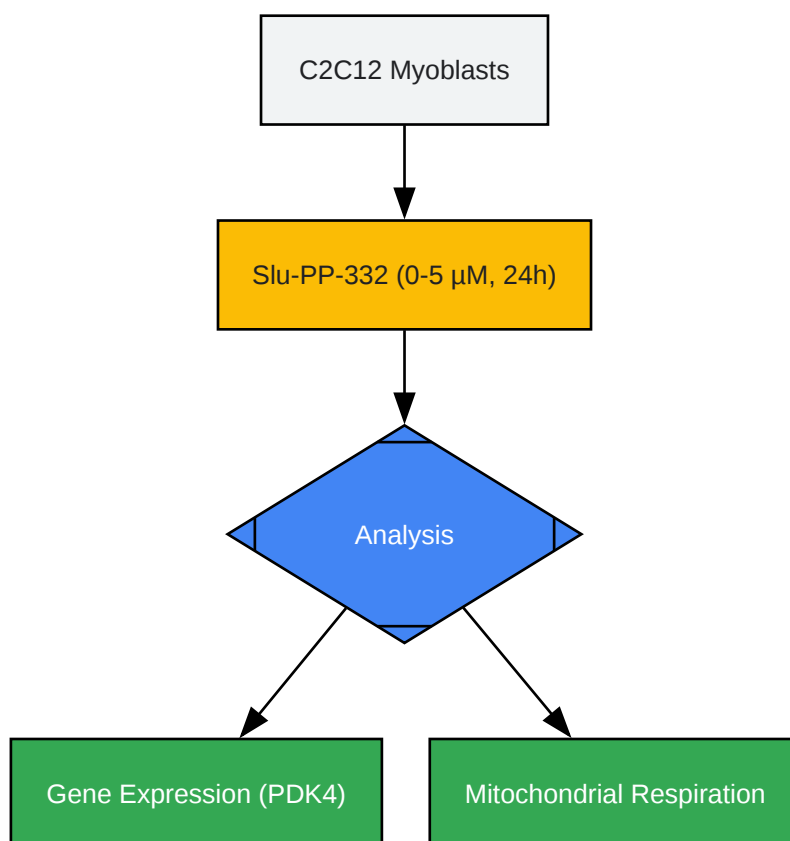 C2C12 Myoblasts
Slu-PP-332 (0-5 µM, 24h)
Analysis
Gene Expression (PDK4)
Mitochondrial Respiration